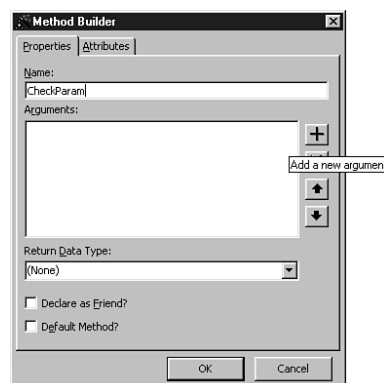 Method Builder
Properties Attributes
Name:
CheckParam
Arguments:
Add a new argumen
Return Data Type:
(None)
Declare as Friend?
Default Method?
OK Cancel